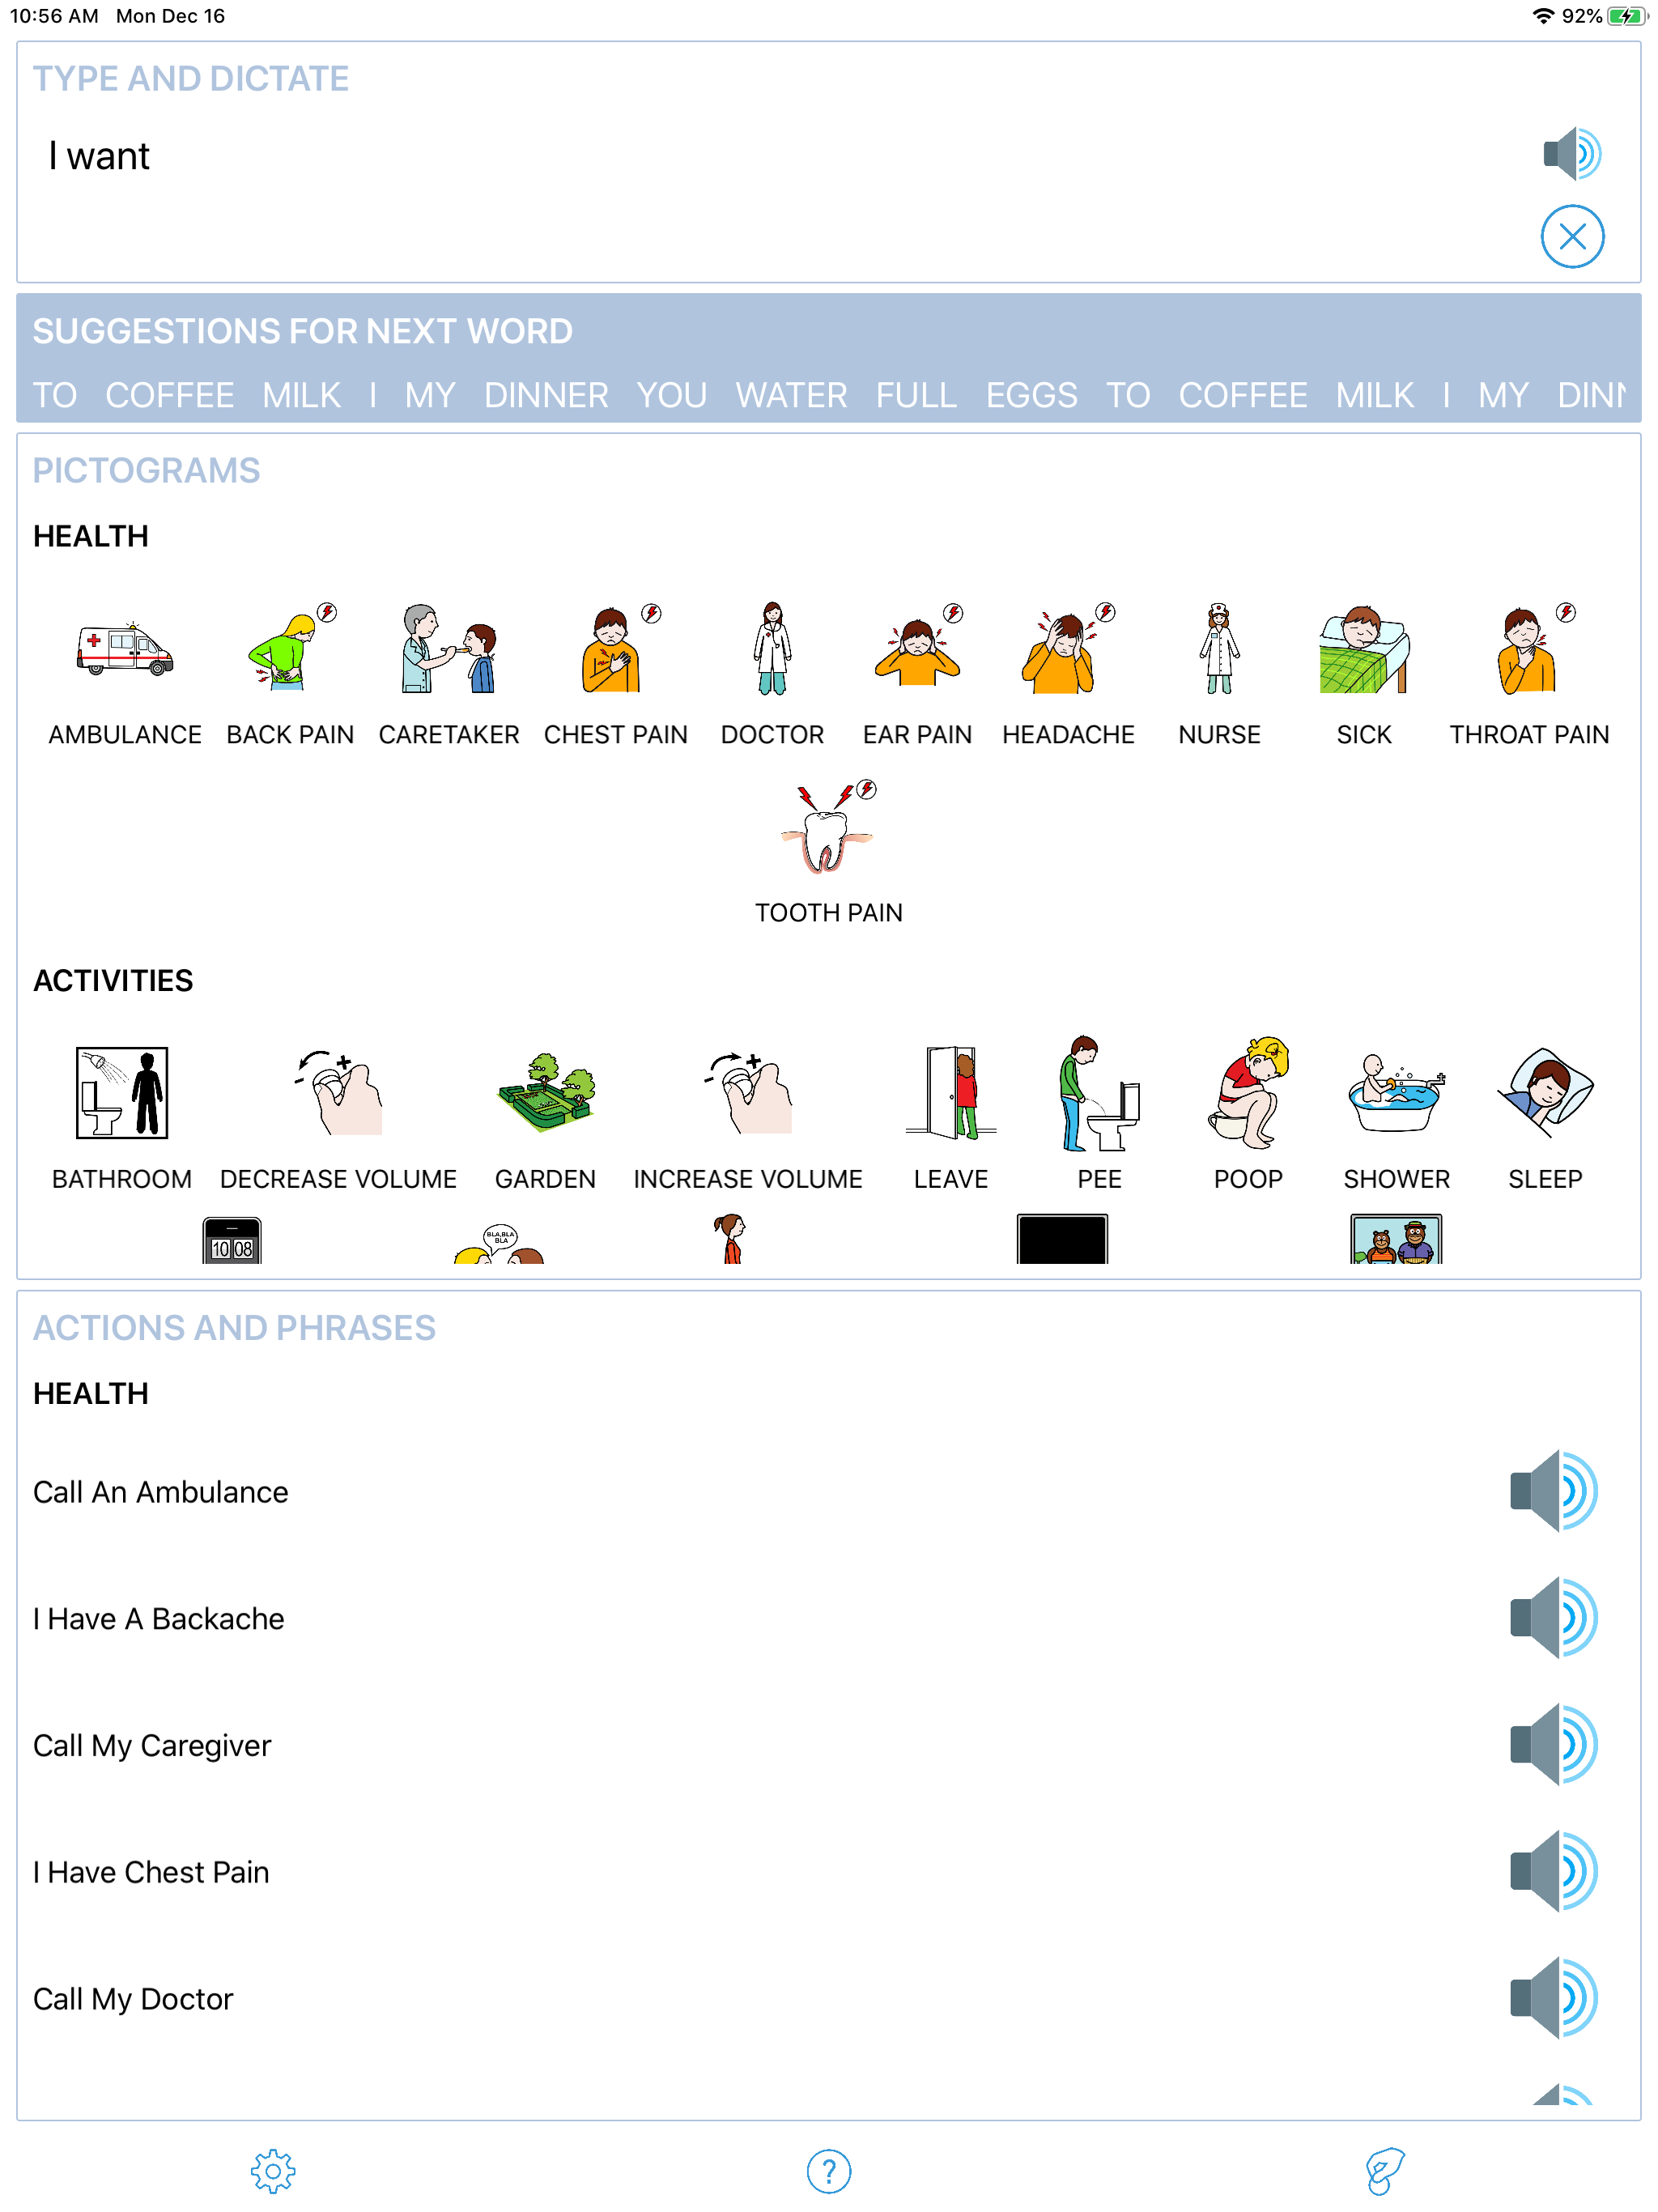 10:56 AM Mon Dec 16 92%
TYPE AND DICTATE
I want
SUGGESTIONS FOR NEXT WORD
TO COFFEE MILK I MY DINNER YOU WATER FULL EGGS TO COFFEE MILK I MY DINN
PICTOGRAMS
HEALTH
AMBULANCE BACK PAIN CARETAKER CHEST PAIN DOCTOR EAR PAIN HEADACHE NURSE SICK THROAT PAIN
TOOTH PAIN
ACTIVITIES
BATHROOM DECREASE VOLUME GARDEN INCREASE VOLUME LEAVE PEE POOP SHOWER SLEEP
10 08
BLA,BLA
BLA
ACTIONS AND PHRASES
HEALTH
Call An Ambulance
I Have A Backache
Call My Caregiver
I Have Chest Pain
Call My Doctor